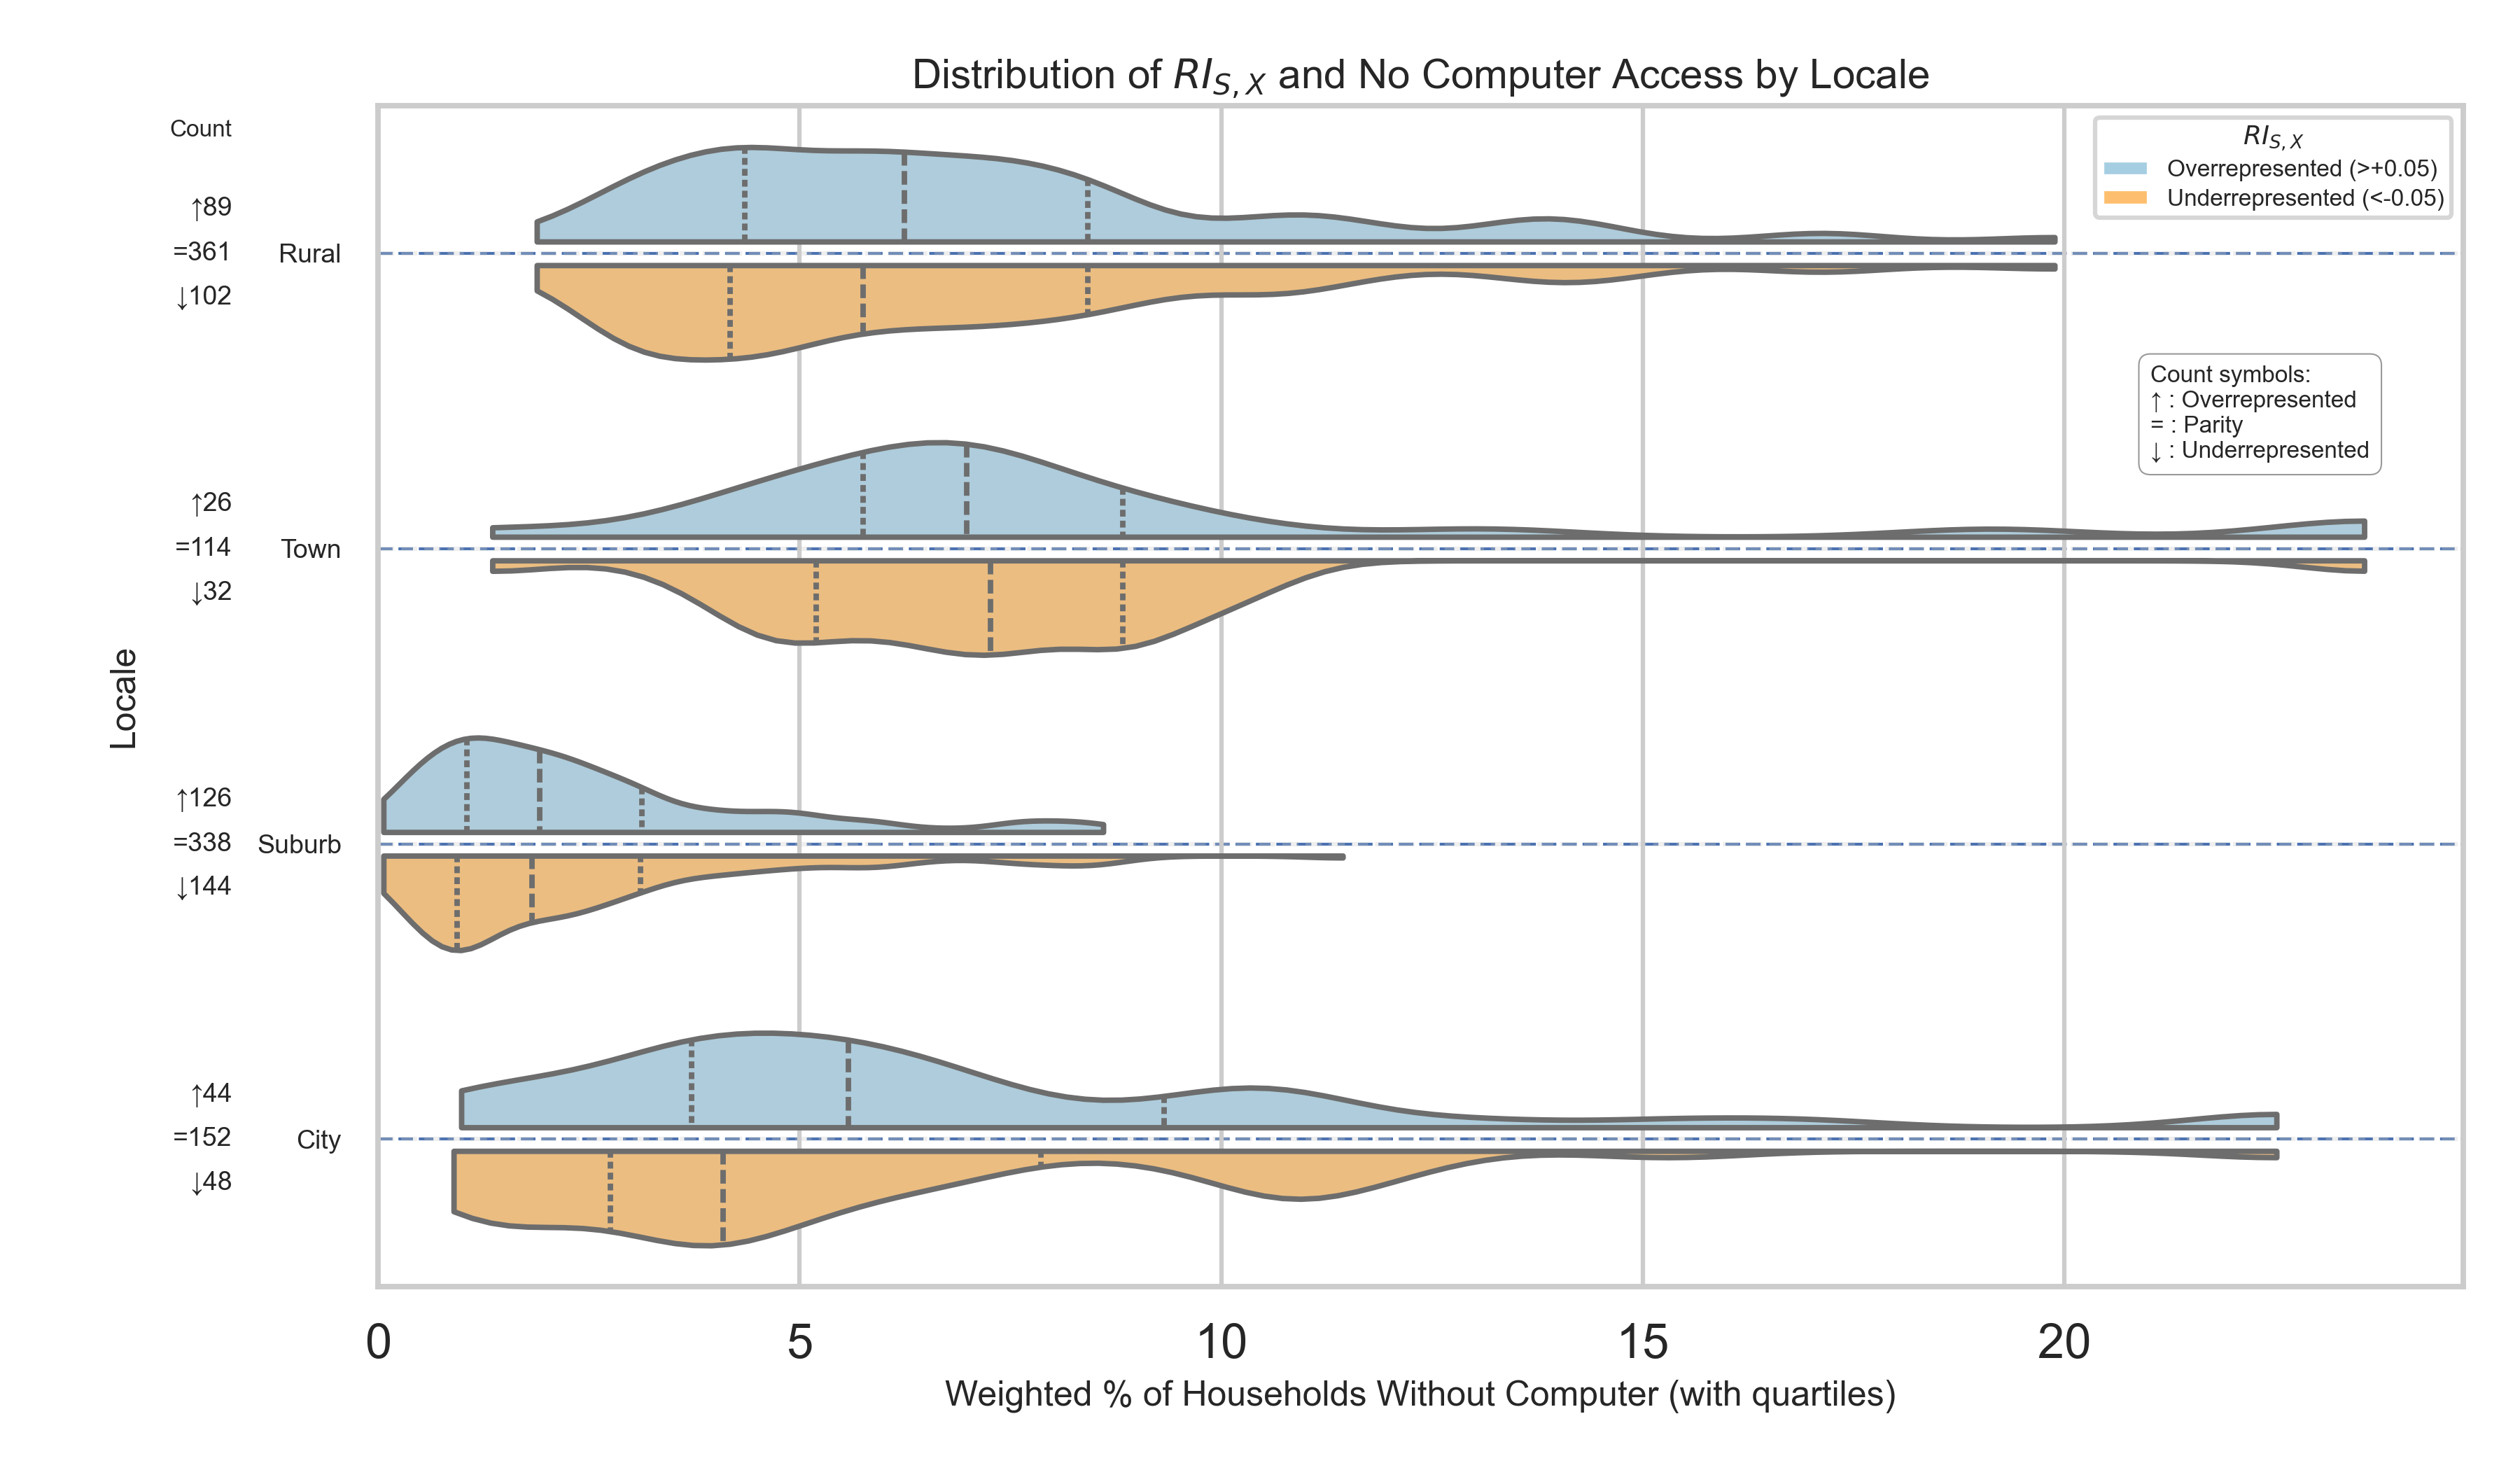 Distribution of RI_{S,X} and No Computer Access by Locale
Count
RI_{S,X}
Overrepresented (>+0.05)
Underrepresented (<-0.05)
↑89
=361
Rural
↓102
Count symbols:
↑ : Overrepresented
= : Parity
↓ : Underrepresented
↑26
=114
Town
↓32
Locale
↑126
=338
Suburb
↓144
↑44
=152
City
↓48
0
5
10
15
20
Weighted % of Households Without Computer (with quartiles)